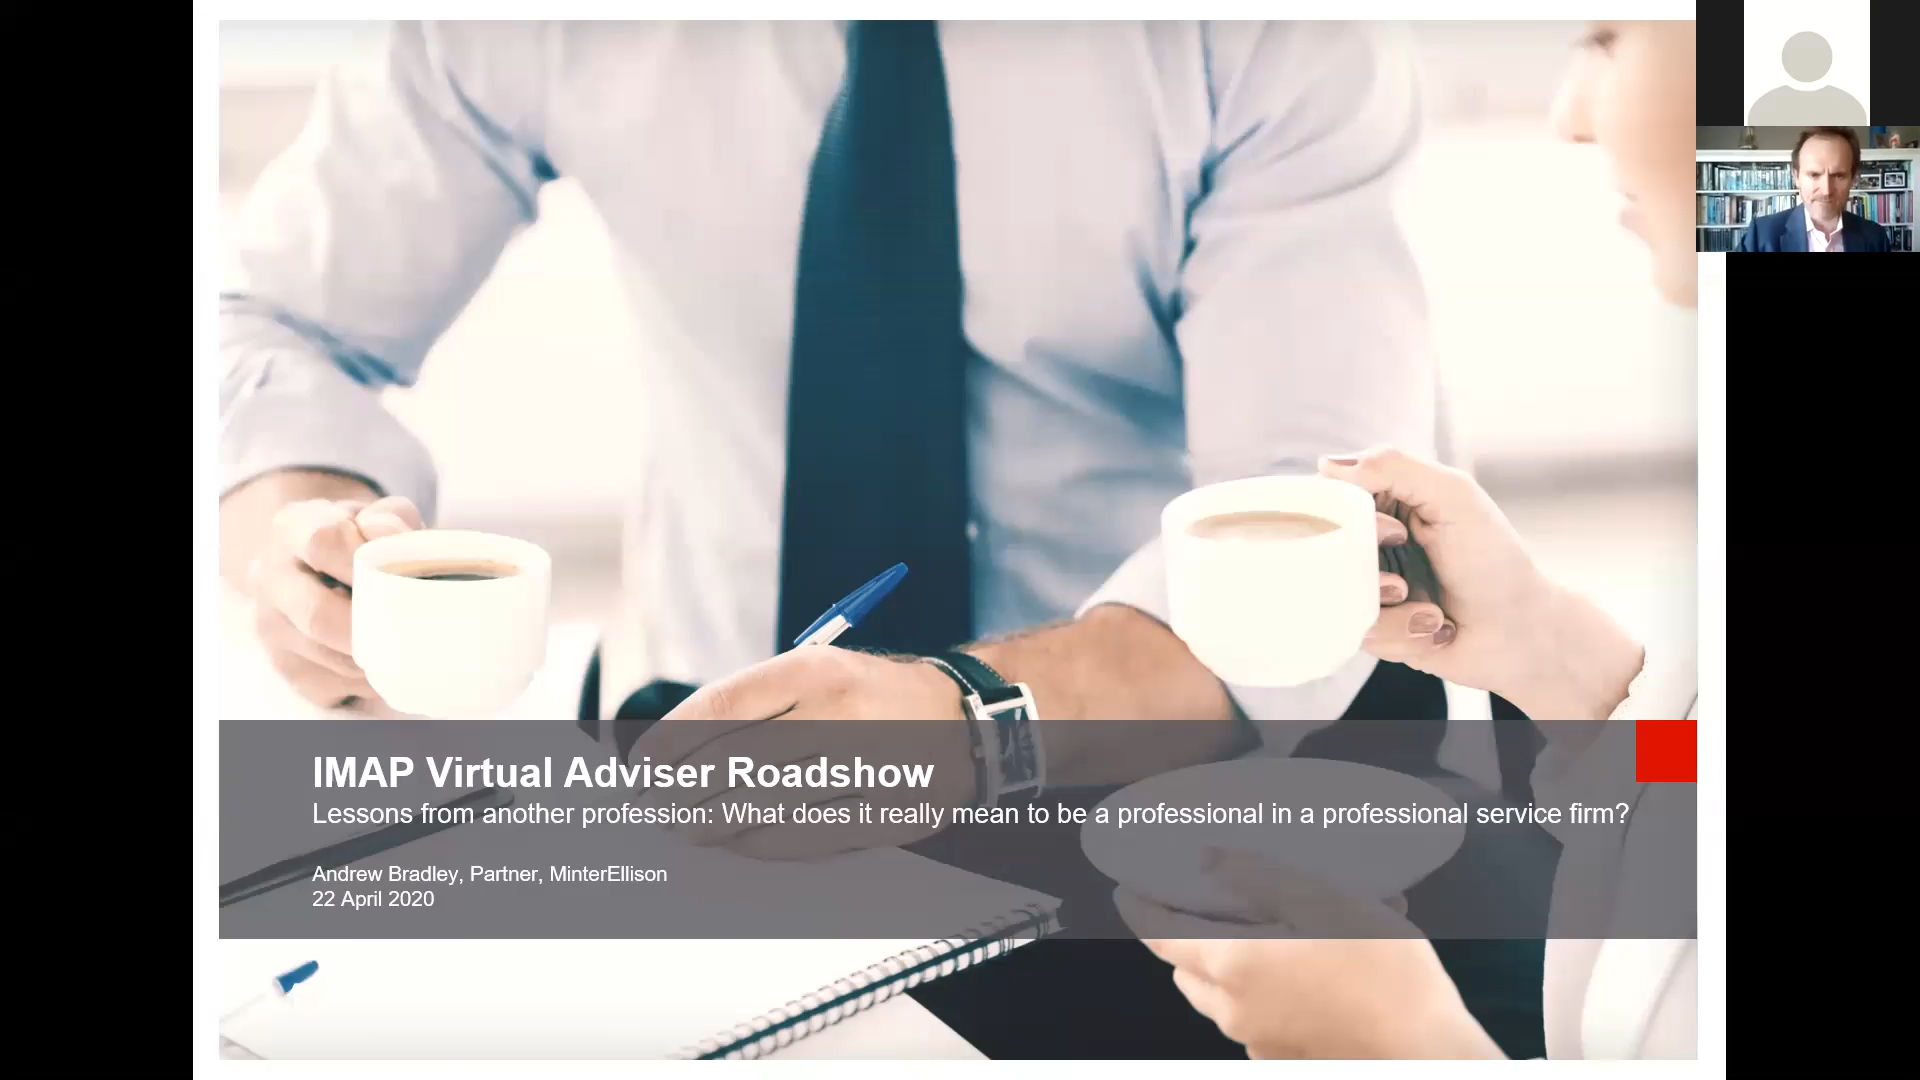 IMAP Virtual Adviser Roadshow
Lessons from another profession: What does it really mean to be a professional in a professional service firm?
Andrew Bradley, Partner, MinterEllison
22 April 2020